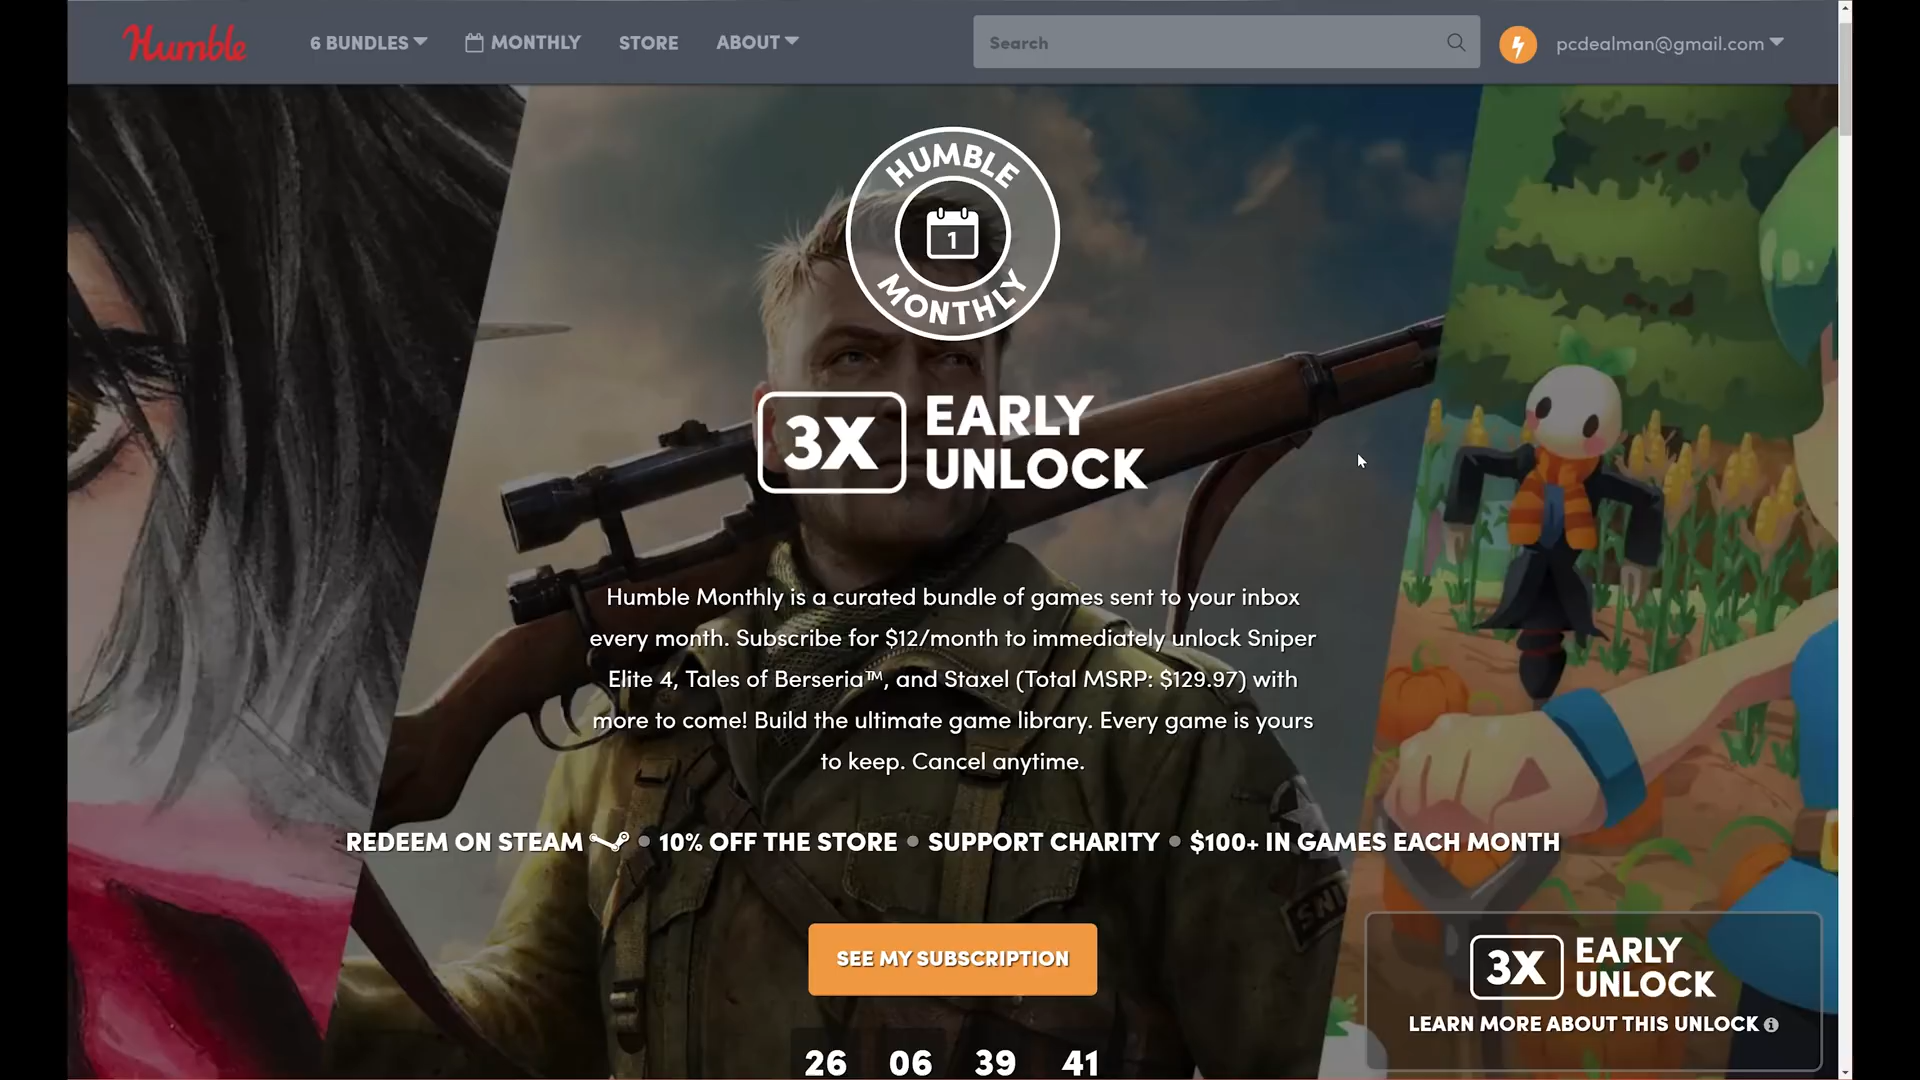 Humble
6 BUNDLES
MONTHLY
STORE
ABOUT
Search
pcdealman@gmail.com
HUMBLE
1
MONTHLY
3X
EARLY
UNLOCK
Humble Monthly is a curated bundle of games sent to your inbox
every month. Subscribe for $12/month to immediately unlock Sniper
Elite 4, Tales of Berseria™, and Staxel (Total MSRP: $129.97) with
more to come! Build the ultimate game library. Every game is yours
to keep. Cancel anytime.
REDEEM ON STEAM • 10% OFF THE STORE • SUPPORT CHARITY • $100+ IN GAMES EACH MONTH
SNI
SEE MY SUBSCRIPTION
3X
EARLY
UNLOCK
LEARN MORE ABOUT THIS UNLOCK
26 06 39 41